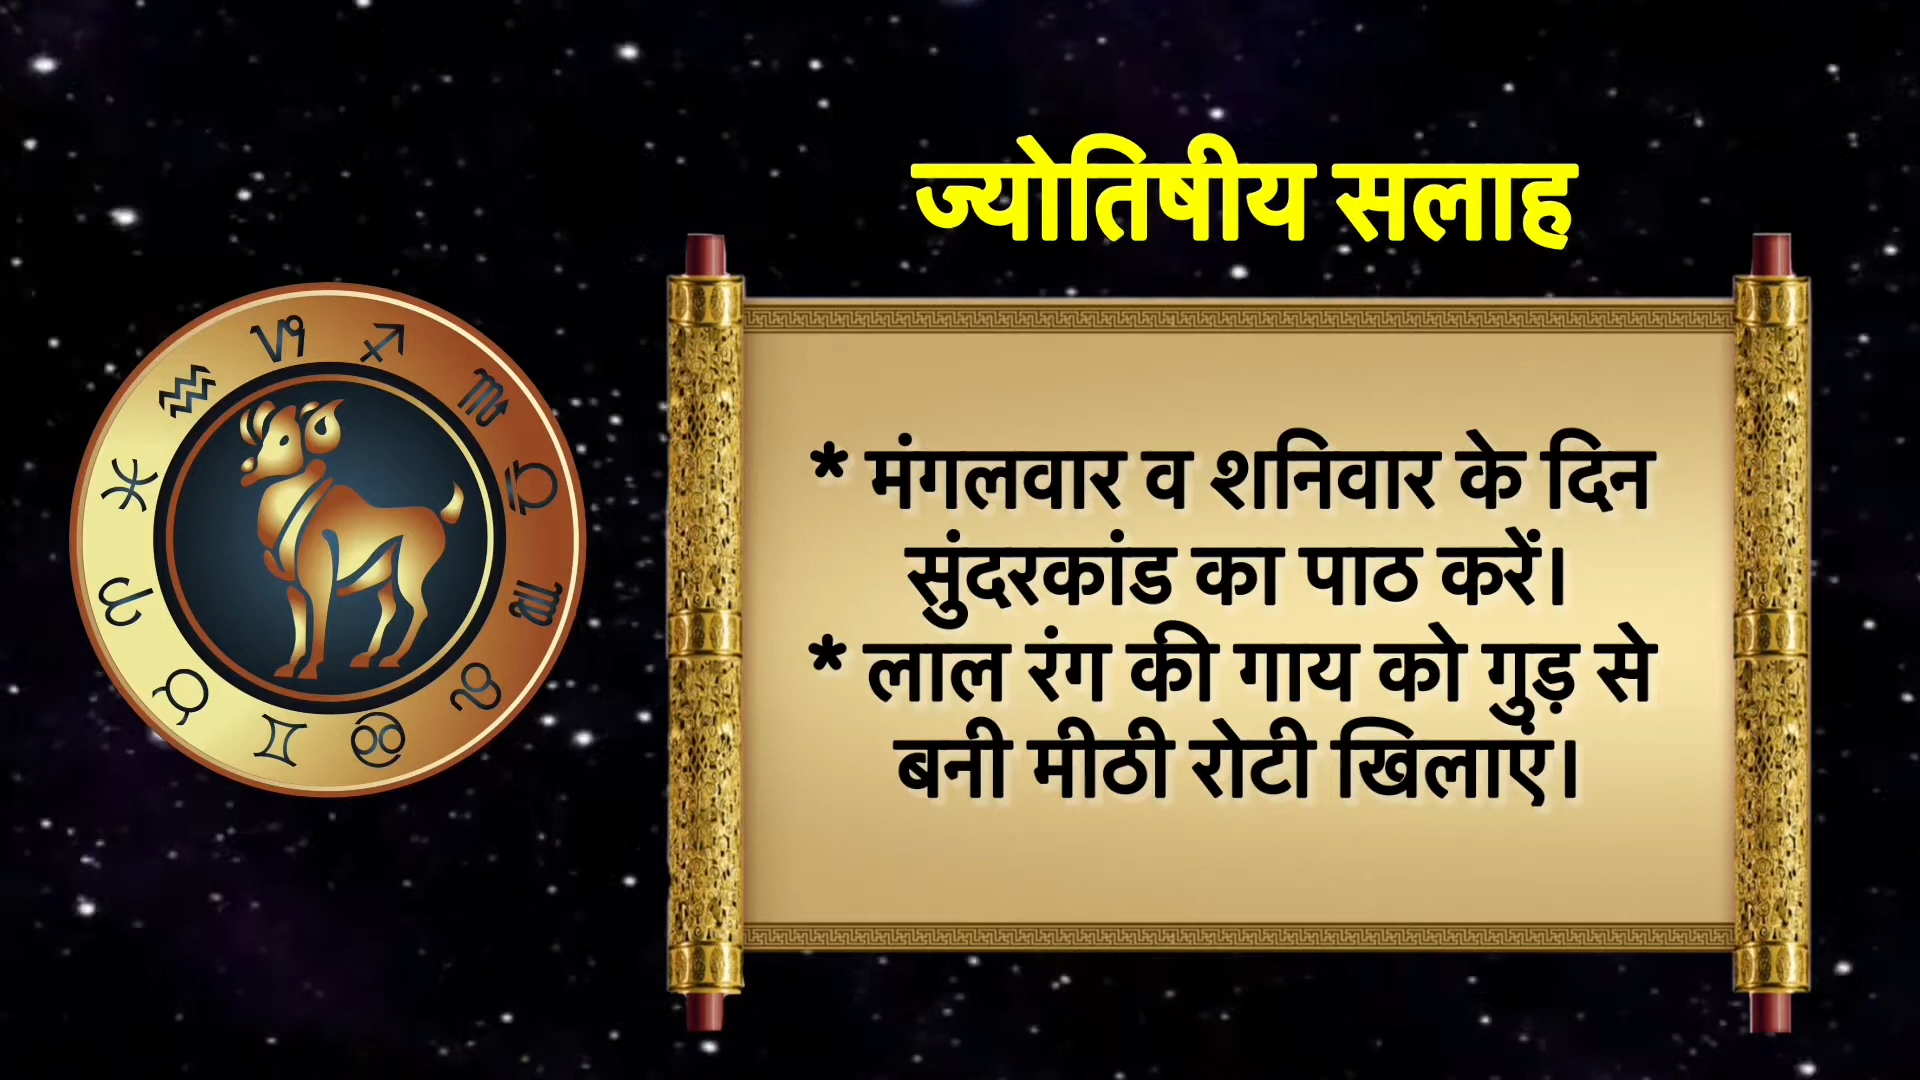 ज्योतिषीय सलाह
* मंगलवार व शनिवार के दिन
सुंदरकांड का पाठ करें।
* लाल रंग की गाय को गुड़ से
बनी मीठी रोटी खिलाएं।